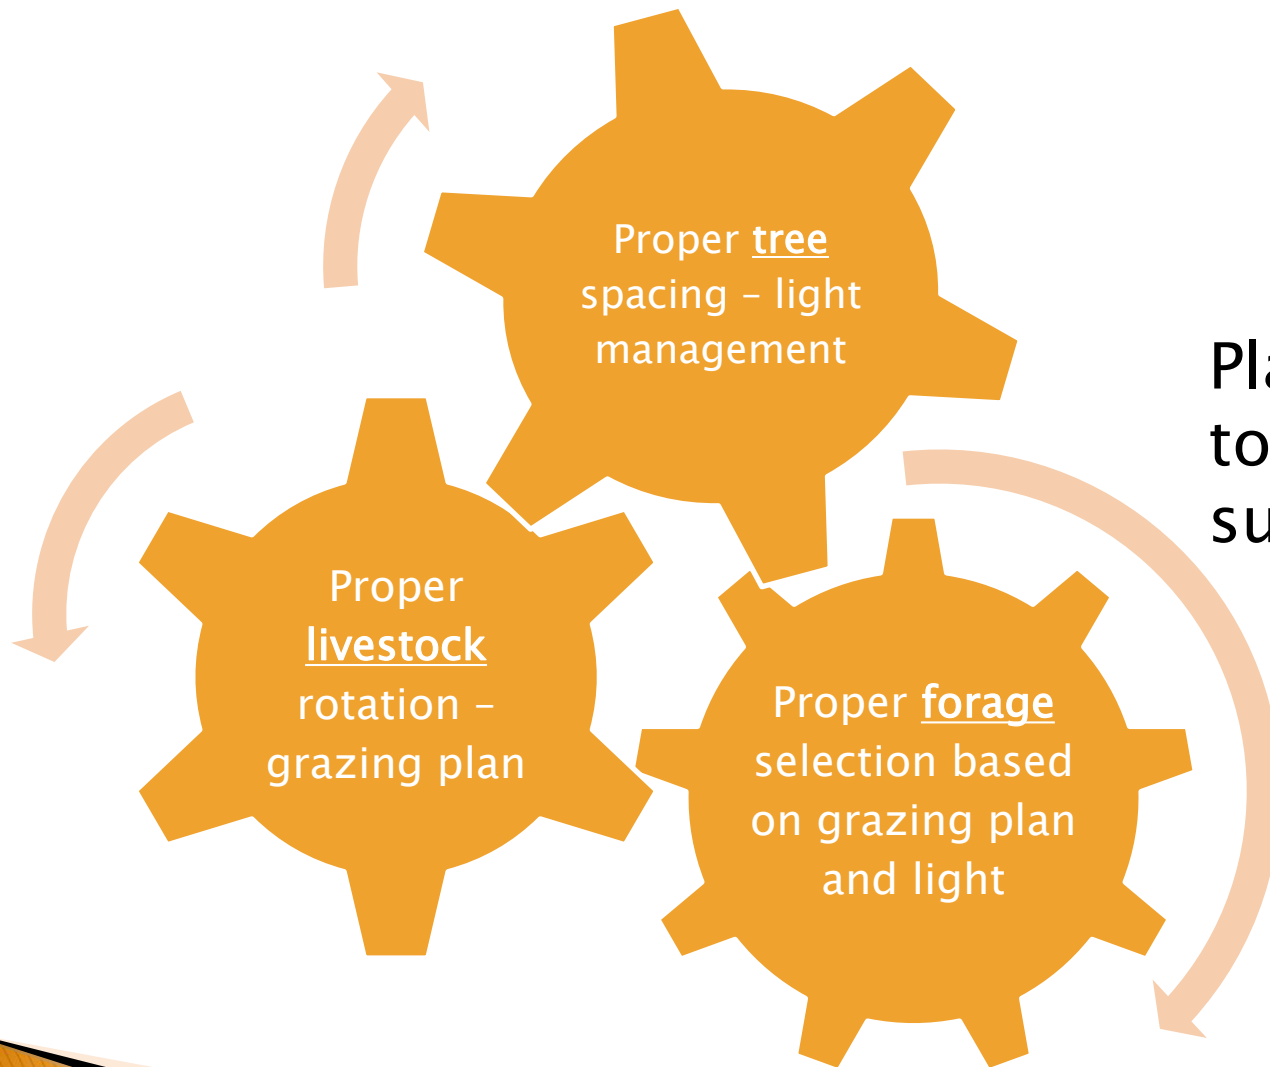 Proper tree
spacing – light
management
Proper
livestock
rotation –
grazing plan
Proper forage
selection based
on grazing plan
and light
to